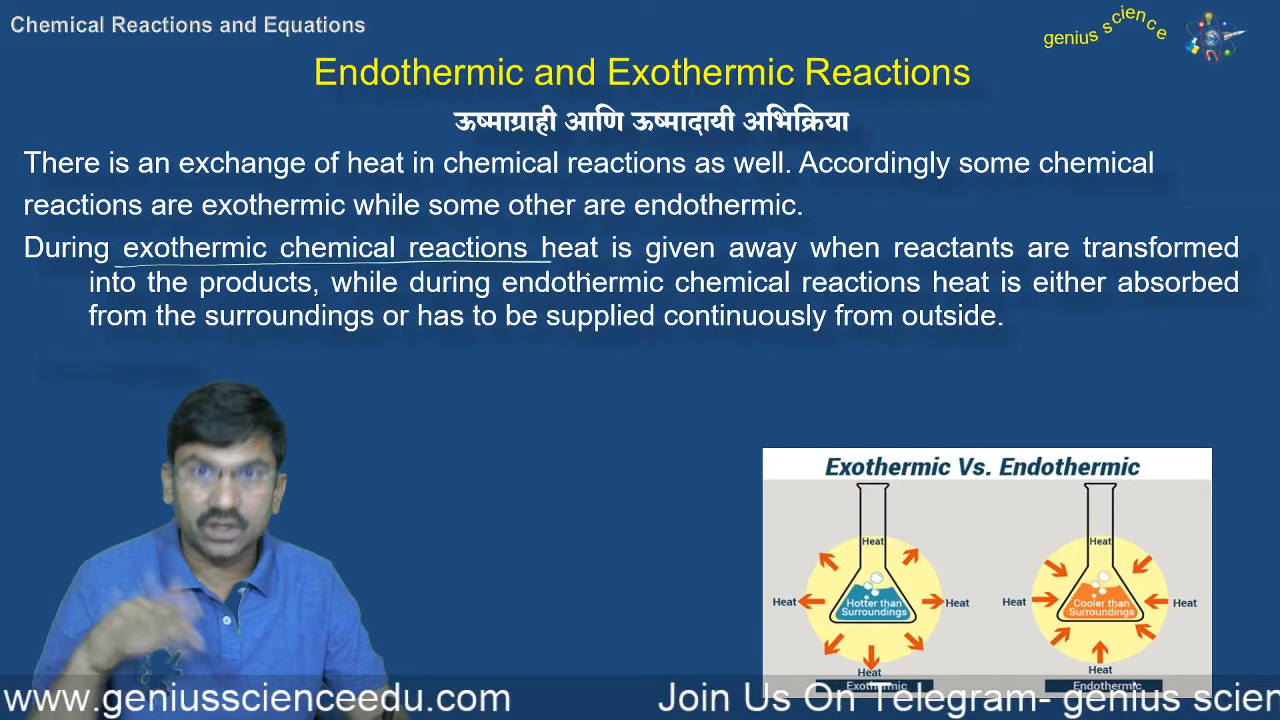 Chemical Reactions and Equations
genius science
Endothermic and Exothermic Reactions
ऊष्माग्राही आणि ऊष्मादायी अभिक्रिया
There is an exchange of heat in chemical reactions as well. Accordingly some chemical
reactions are exothermic while some other are endothermic.
During exothermic chemical reactions heat is given away when reactants are transformed
into the products, while during endothermic chemical reactions heat is either absorbed
from the surroundings or has to be supplied continuously from outside.
Exothermic Vs. Endothermic
Heat
Heat
Heat
Hotter than
Surroundings
Heat
Heat
Exothermic
Heat
Heat
Cooler than
Surroundings
Heat
Heat
Endothermic
www.geniusscienceedu.com
Join Us On Telegram- genius scien